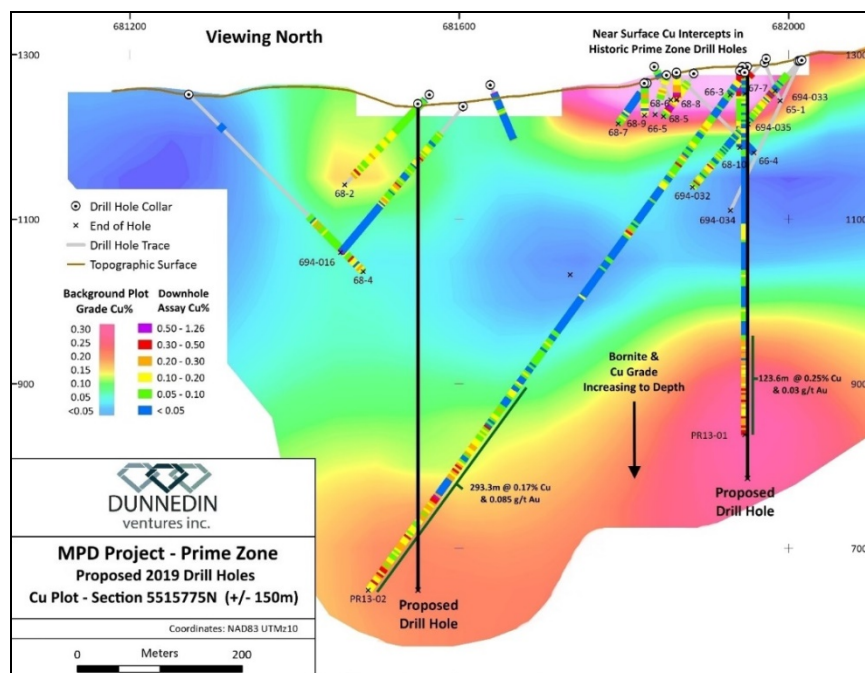 681200
681600
682000
1300
1300
Viewing North
Near Surface Cu Intercepts in
Historic Prime Zone Drill Holes
66-3
67-7
694-033
65-1
68-6
68-8
68-7
68-9
66-5
68-5
694-035
68-10
66-4
68-2
694-032
694-034
1100
1100
694-016
68-4
Drill Hole Collar
End of Hole
Drill Hole Trace
Topographic Surface
Background Plot
Grade Cu%
0.30
0.25
0.20
0.15
0.10
0.05
<0.05
Downhole
Assay Cu%
0.50 - 1.26
0.30 - 0.50
0.20 - 0.30
0.10 - 0.20
0.05 - 0.10
< 0.05
900
900
Bornite &
Cu Grade
Increasing to Depth
123.6m @ 0.25% Cu
& 0.03 g/t Au
PR13-01
Proposed
Drill Hole
293.3m @ 0.17% Cu
& 0.085 g/t Au
PR13-02
Proposed
Drill Hole
700
DUNNEDIN
ventures inc.
MPD Project - Prime Zone
Proposed 2019 Drill Holes
Cu Plot - Section 5515775N (+/- 150m)
Coordinates: NAD83 UTMz10
0 Meters 200